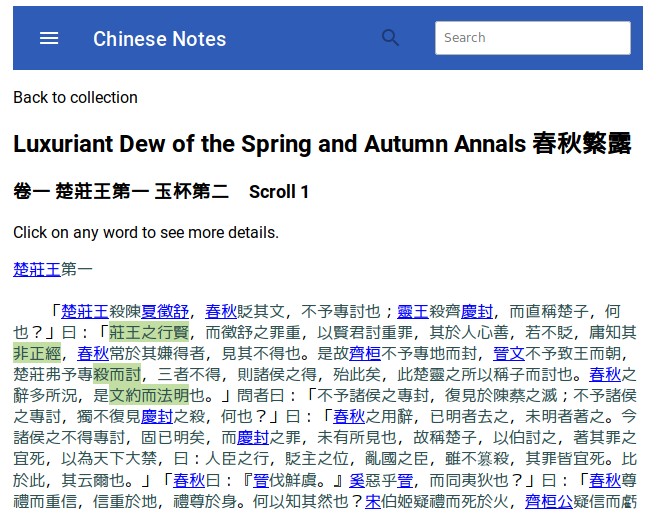 Chinese Notes
Search
Back to collection
Luxuriant Dew of the Spring and Autumn Annals 春秋繁露
卷一 楚莊王第一 玉杯第二 Scroll 1
Click on any word to see more details.
楚莊王第一
「楚莊王殺陳夏徵舒，春秋貶其文，不予專討也；靈王殺齊慶封，而直稱楚子，何
也？」曰：「莊王之行賢，而徵舒之罪重，以賢君討重罪，其於人心善，若不貶，庸知其
非正經，春秋常於其嫌得者，見其不得也。是故齊桓不予專地而封，晉文不予致王而朝，
楚莊弗予專殺而討，三者不得，則諸侯之得，殆此矣，此楚靈之所以稱子而討也。春秋之
辭多所況，是文約而法明也。」問者曰：「不予諸侯之專封，復見於陳蔡之滅；不予諸侯
之專討，獨不復見慶封之殺，何也？」曰：「春秋之用辭，已明者去之，未明者著之。今
諸侯之不得專討，固已明矣，而慶封之罪，未有所見也，故稱楚子，以伯討之，著其罪之
宜死，以為天下大禁，曰：人臣之行，貶主之位，亂國之臣，雖不篡殺，其罪皆宜死。比
於此，其云爾也。」「春秋曰：『晉伐鮮虞。』奚惡乎晉，而同夷狄也？」曰：「春秋尊
禮而重信，信重於地，禮尊於身。何以知其然也？宋伯姬疑禮而死於火，齊桓公疑信而虧